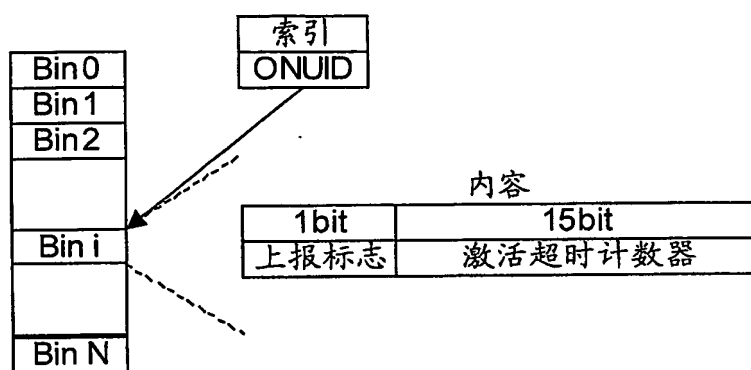 索引
ONUID
Bin0
Bin1
Bin2
Bin i
Bin N
内容
1bit 15bit
上报标志 激活超时计数器